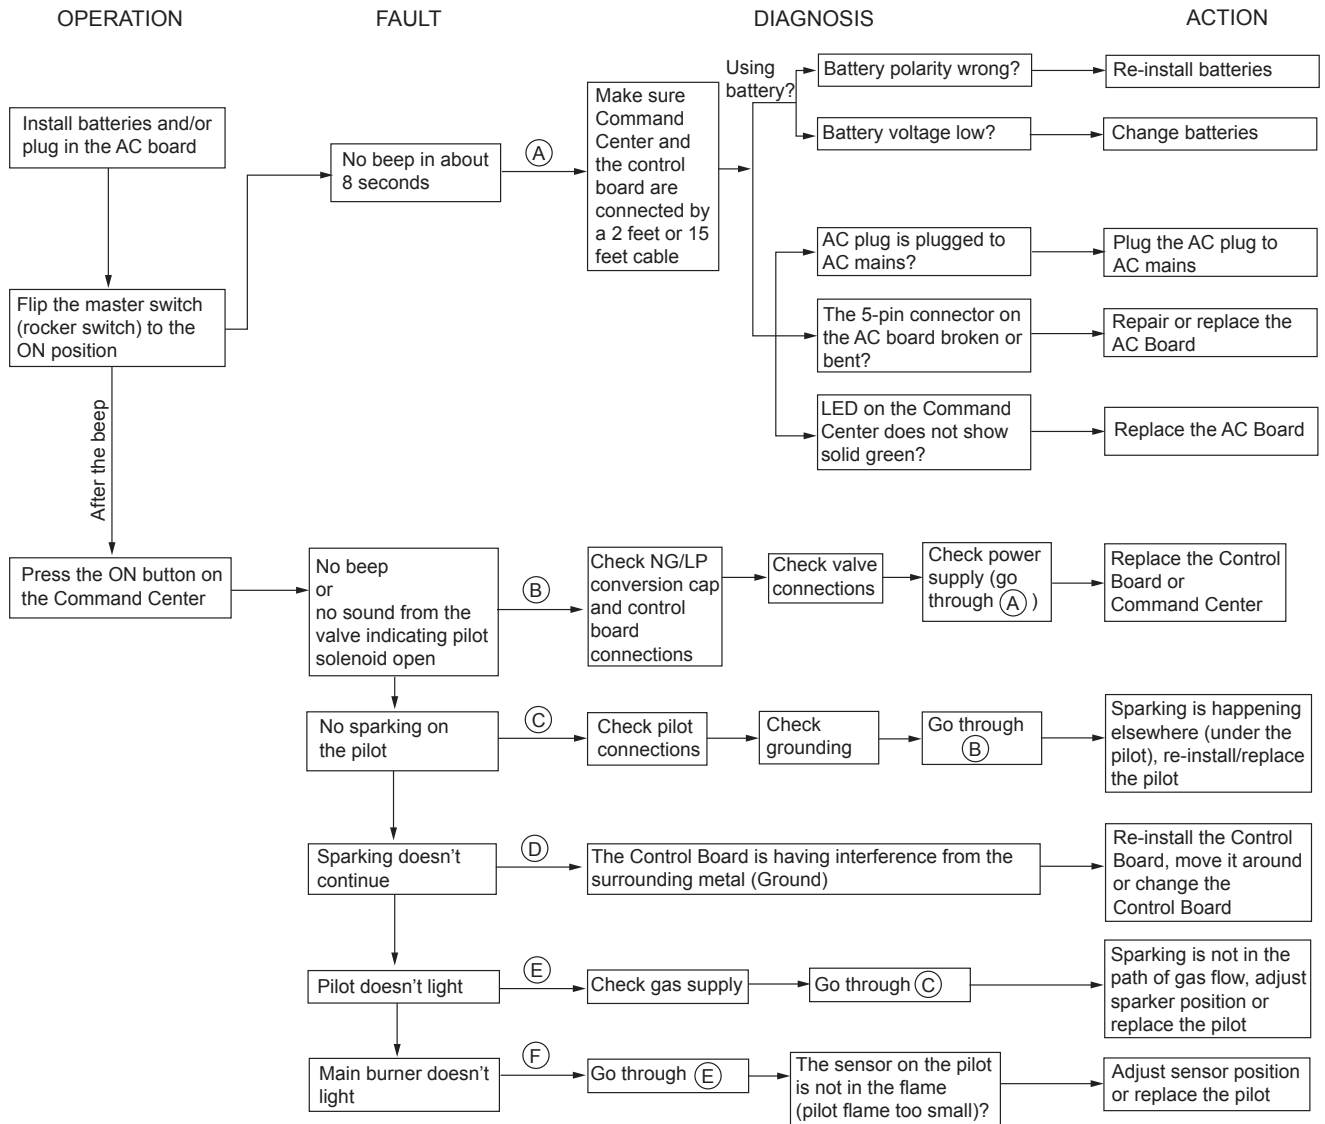 OPERATION
FAULT
DIAGNOSIS
ACTION
Install batteries and/or
plug in the AC board
Flip the master switch
(rocker switch) to the
ON position
No beep in about
8 seconds
A
Make sure
Command
Center and
the control
board are
connected by
a 2 feet or 15
feet cable
Using
battery?
Battery polarity wrong?
Re-install batteries
Battery voltage low?
Change batteries
AC plug is plugged to
AC mains?
Plug the AC plug to
AC mains
The 5-pin connector on
the AC board broken or
bent?
Repair or replace the
AC Board
LED on the Command
Center does not show
solid green?
Replace the AC Board
After the beep
Press the ON button on
the Command Center
No beep
or
no sound from the
valve indicating pilot
solenoid open
B
Check NG/LP
conversion cap
and control
board
connections
Check valve
connections
Check power
supply (go
through A )
Replace the Control
Board or
Command Center
No sparking on
the pilot
C
Check pilot
connections
Check
grounding
Go through
B
Sparking is happening
elsewhere (under the
pilot), re-install/replace
the pilot
Sparking doesn't
continue
D
The Control Board is having interference from the
surrounding metal (Ground)
Re-install the Control
Board, move it around
or change the
Control Board
Pilot doesn't light
E
Check gas supply
Go through C
Sparking is not in the
path of gas flow, adjust
sparker position or
replace the pilot
Main burner doesn't
light
F
Go through E
The sensor on the pilot
is not in the flame
(pilot flame too small)?
Adjust sensor position
or replace the pilot